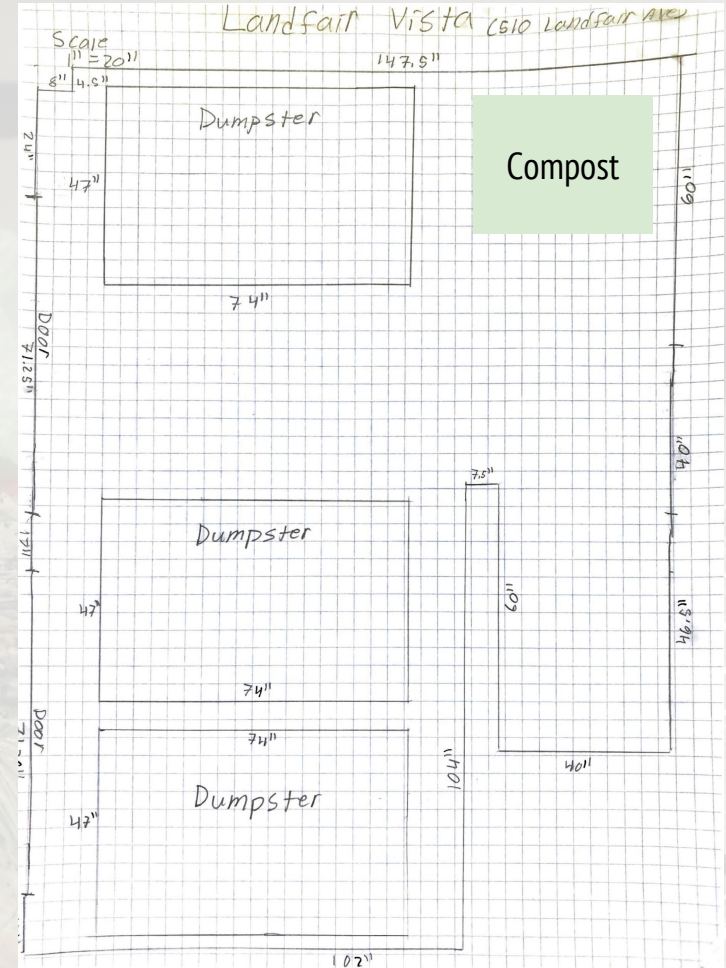 Landfair Vista (510 Landfair Ave)
Scale
1" = 20"
147.5"
8"
4.5"
Dumpster
Compost
24"
47"
60"
74"
Door
71.25"
40"
7.5"
Dumpster
47"
60"
46.5"
74"
Door
74"
104"
40"
Dumpster
47"
102"